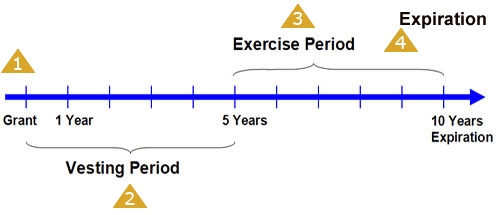 Expiration
1
3
4
Exercise Period
Grant
1 Year
5 Years
10 Years
Expiration
Vesting Period
2